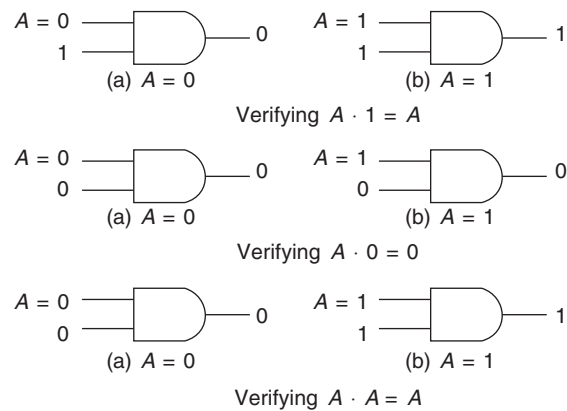 A = 0 0 A = 1 1
1 1
(a) A = 0 (b) A = 1
Verifying A · 1 = A
A = 0 0 A = 1 0
0 0
(a) A = 0 (b) A = 1
Verifying A · 0 = 0
A = 0 0 A = 1 1
0 1
(a) A = 0 (b) A = 1
Verifying A · A = A